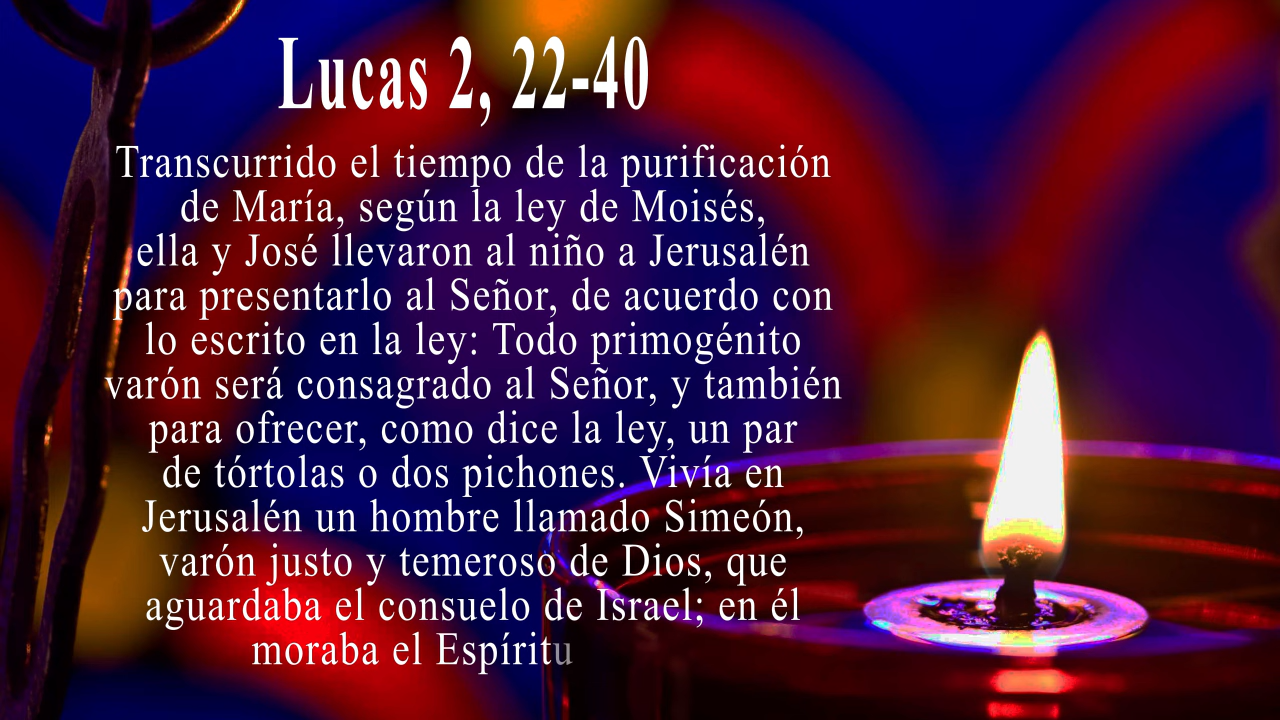 Lucas 2, 22-40
Transcurrido el tiempo de la purificación
de María, según la ley de Moisés,
ella y José llevaron al niño a Jerusalén
para presentarlo al Señor, de acuerdo con
lo escrito en la ley: Todo primogénito
varón será consagrado al Señor, y también
para ofrecer, como dice la ley, un par
de tórtolas o dos pichones. Vivía en
Jerusalén un hombre llamado Simeón,
varón justo y temeroso de Dios, que
aguardaba el consuelo de Israel; en él
moraba el Espíritu